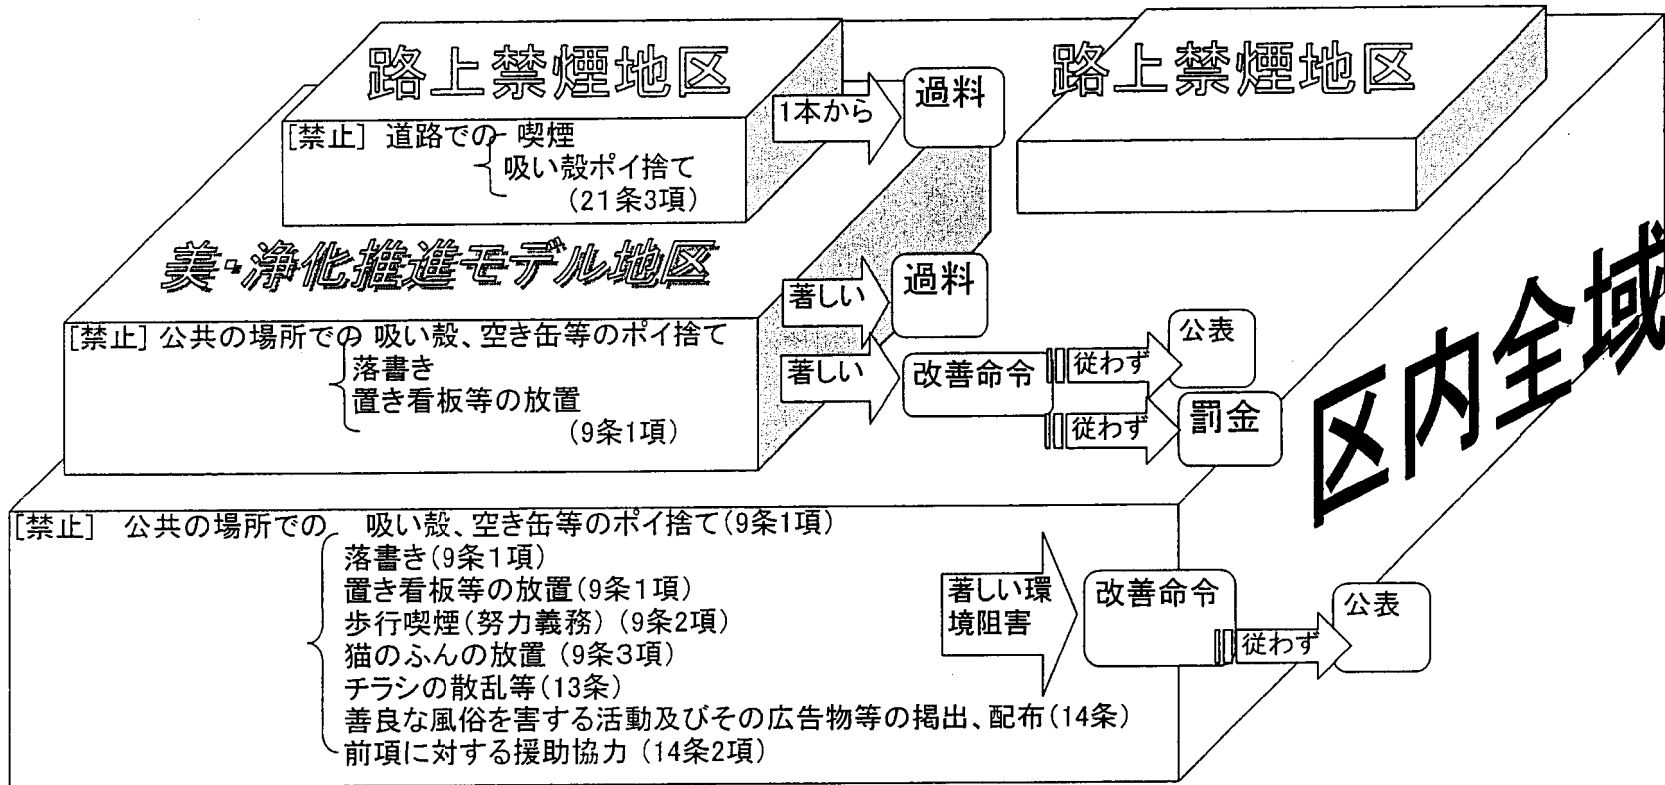 路上禁煙地区
路上禁煙地区
1本から
過料
[禁止] 道路での 喫煙
吸い殻ポイ捨て
(21条3項)
美・浄化推進モデル地区
著しい
過料
[禁止] 公共の場所での 吸い殻、空き缶等のポイ捨て
落書き
置き看板等の放置
(9条1項)
著しい
改善命令
従わず
公表
従わず
罰金
区内全域
[禁止] 公共の場所での 吸い殻、空き缶等のポイ捨て(9条1項)
落書き(9条1項)
置き看板等の放置(9条1項)
歩行喫煙(努力義務) (9条2項)
猫のふんの放置 (9条3項)
チラシの散乱等(13条)
善良な風俗を害する活動及びその広告物等の掲出、配布(14条)
前項に対する援助協力 (14条2項)
著しい環
境阻害
改善命令
従わず
公表